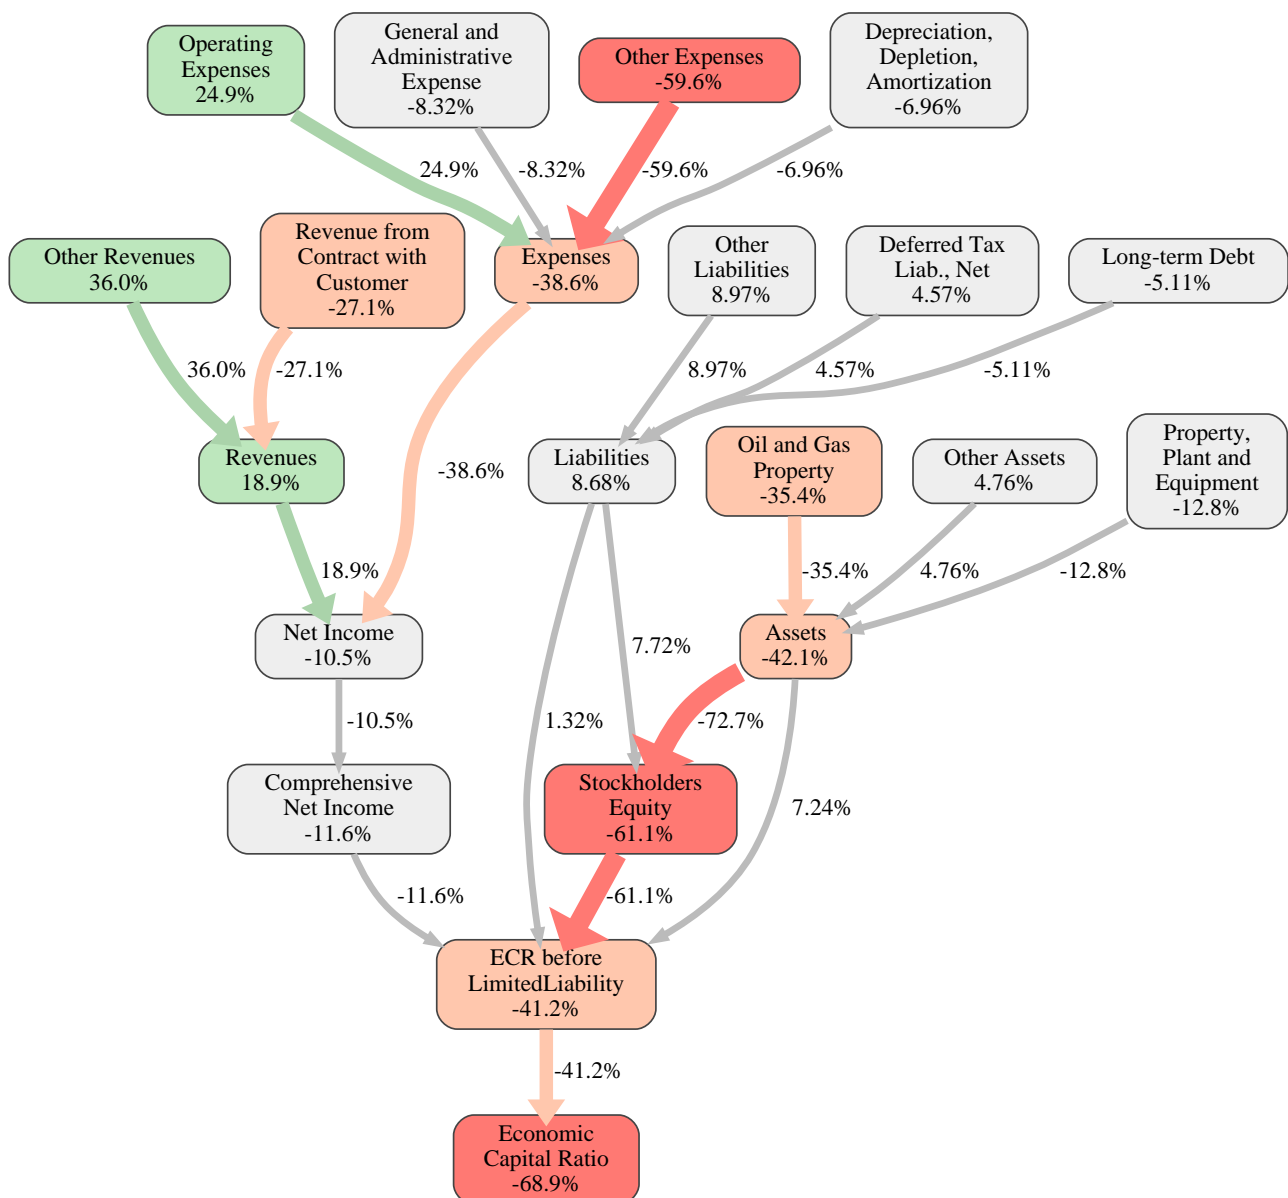 Operating
Expenses
24.9%
General and
Administrative
Expense
-8.32%
Other Expenses
-59.6%
Depreciation,
Depletion,
Amortization
-6.96%
24.9%
-8.32%
-59.6%
-6.96%
Other Revenues
36.0%
Revenue from
Contract with
Customer
-27.1%
Expenses
-38.6%
Other
Liabilities
8.97%
Deferred Tax
Liab., Net
4.57%
Long-term Debt
-5.11%
36.0%
-27.1%
8.97%
4.57%
-5.11%
Revenues
18.9%
-38.6%
Liabilities
8.68%
Oil and Gas
Property
-35.4%
Other Assets
4.76%
Property,
Plant and
Equipment
-12.8%
18.9%
-35.4%
4.76%
-12.8%
Net Income
-10.5%
7.72%
Assets
-42.1%
-10.5%
1.32%
-72.7%
Comprehensive
Net Income
-11.6%
Stockholders
Equity
-61.1%
7.24%
-11.6%
-61.1%
ECR before
LimitedLiability
-41.2%
-41.2%
Economic
Capital Ratio
-68.9%